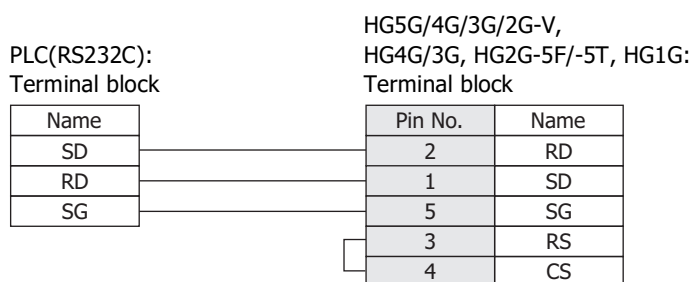 HG5G/4G/3G/2G-V,
PLC(RS232C): HG4G/3G, HG2G-5F/-5T, HG1G:
Terminal block Terminal block
Name Pin No. Name
SD 2 RD
RD 1 SD
SG 5 SG
3 RS
4 CS